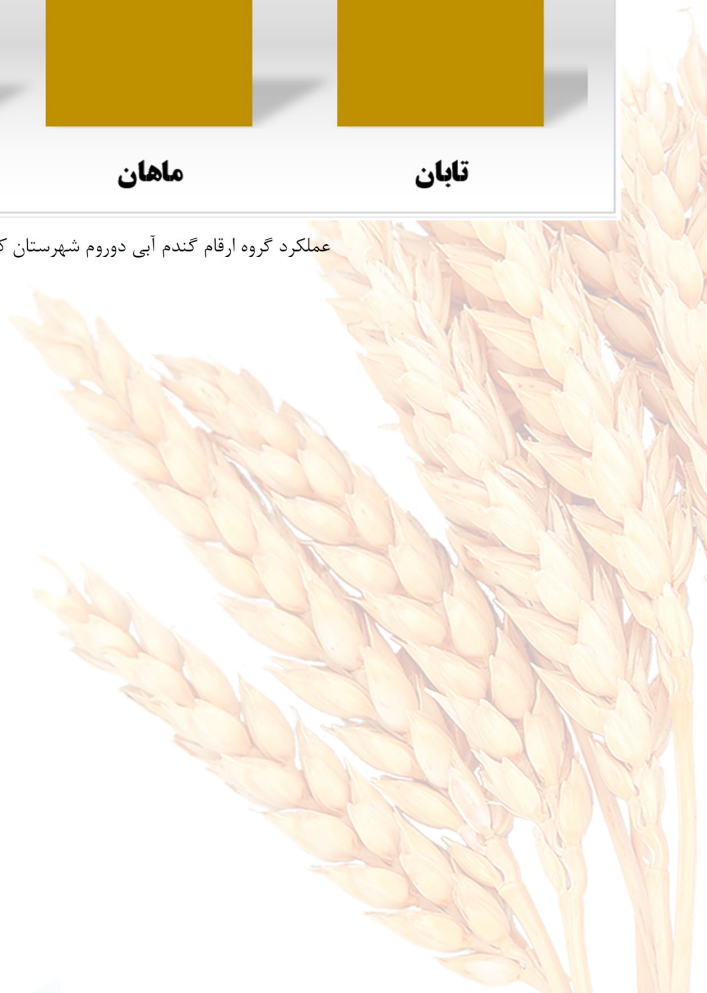 تابان ماهان
عملکرد گروه ارقام گندم آبی دوروم شهرستان